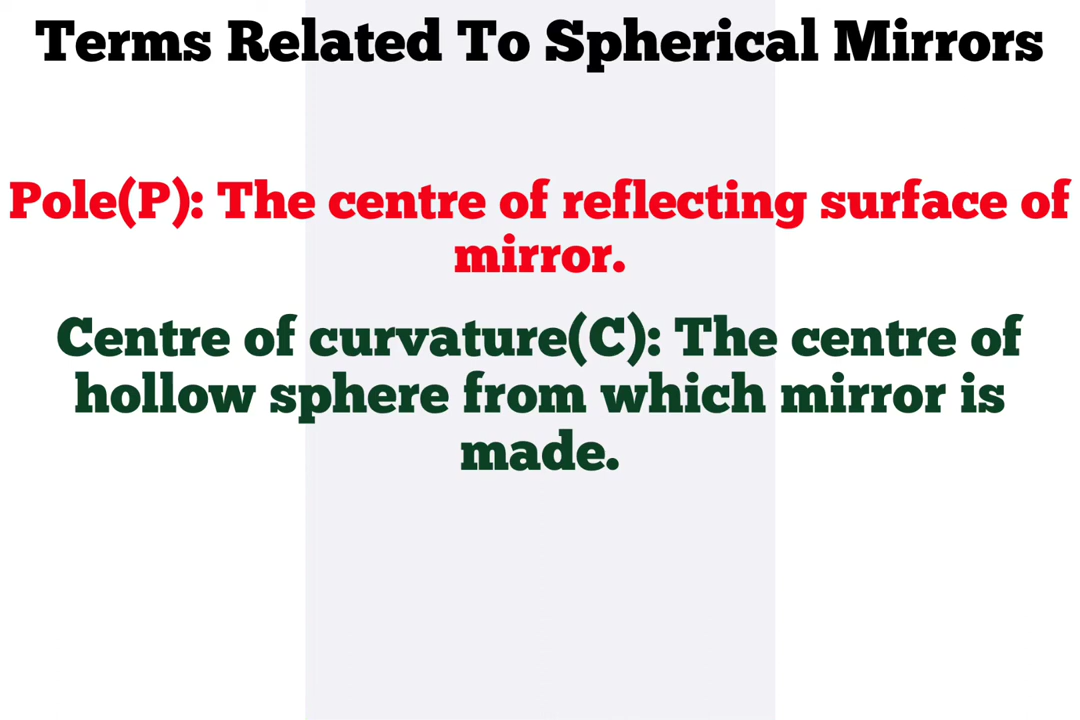 Terms Related To Spherical Mirrors
Pole(P): The centre of reflecting surface of
mirror.
Centre of curvature(C): The centre of
hollow sphere from which mirror is
made.